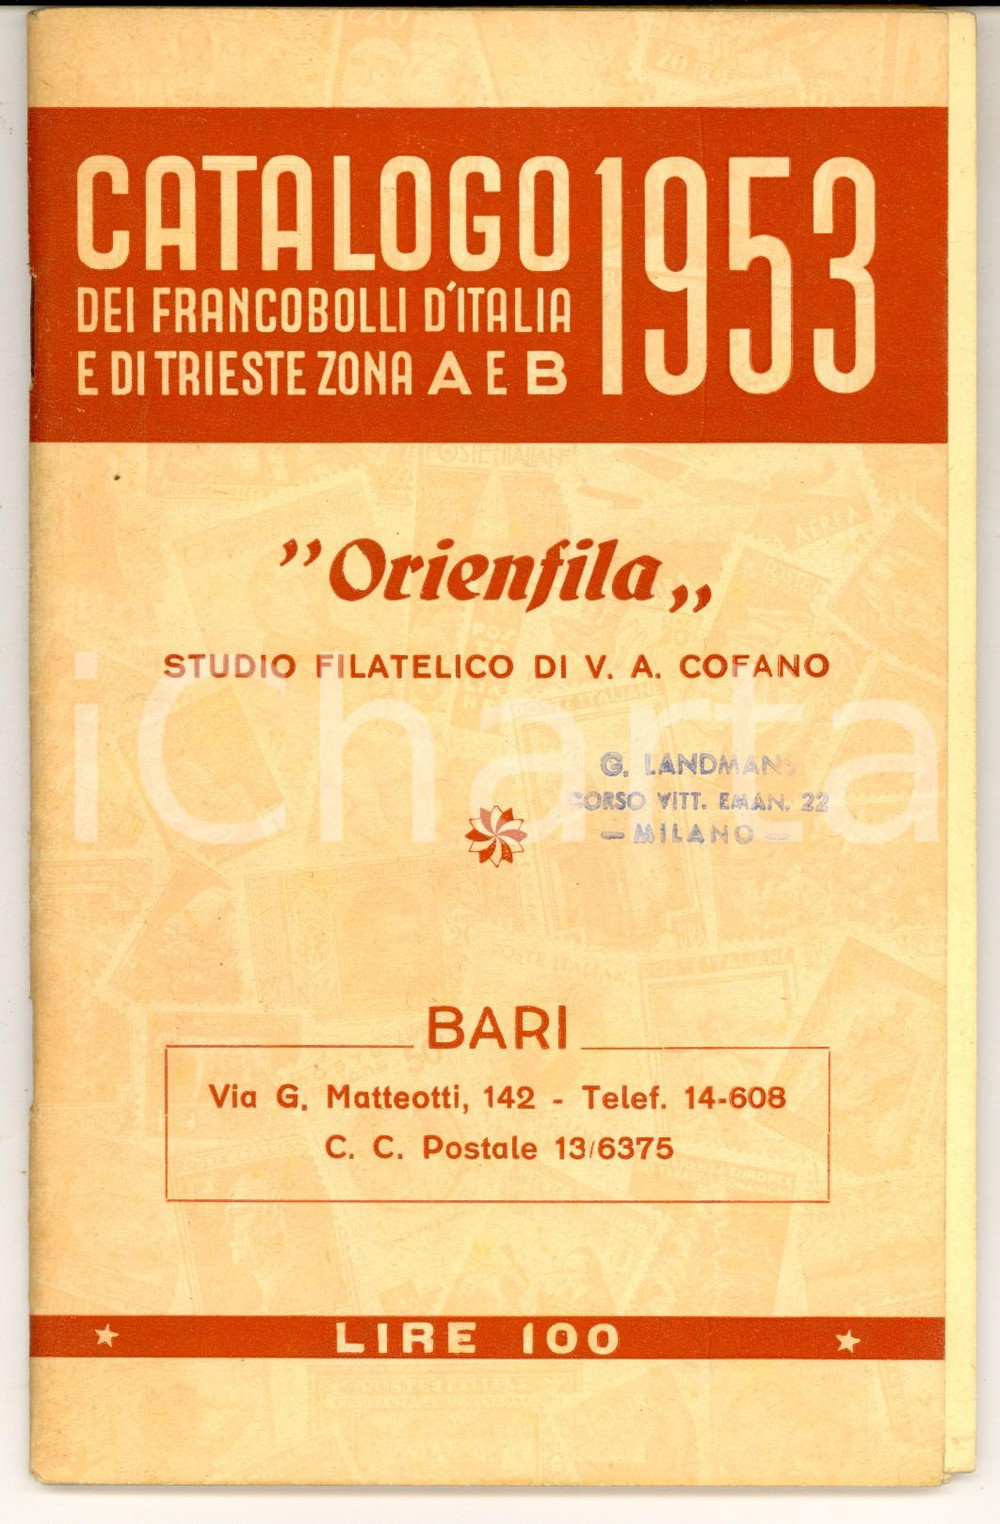 CATALOGO 1953
DEI FRANCOBOLLI D'ITALIA
E DI TRIESTE ZONA A E B
"Orienfila„
STUDIO FILATELICO DI V. A. COFANO
iCharta
G. LANDMANS
CORSO VITT. EMAN. 22
— MILANO —
BARI
Via G. Matteotti, 142 - Telef. 14-608
C. C. Postale 13/6375
LIRE 100